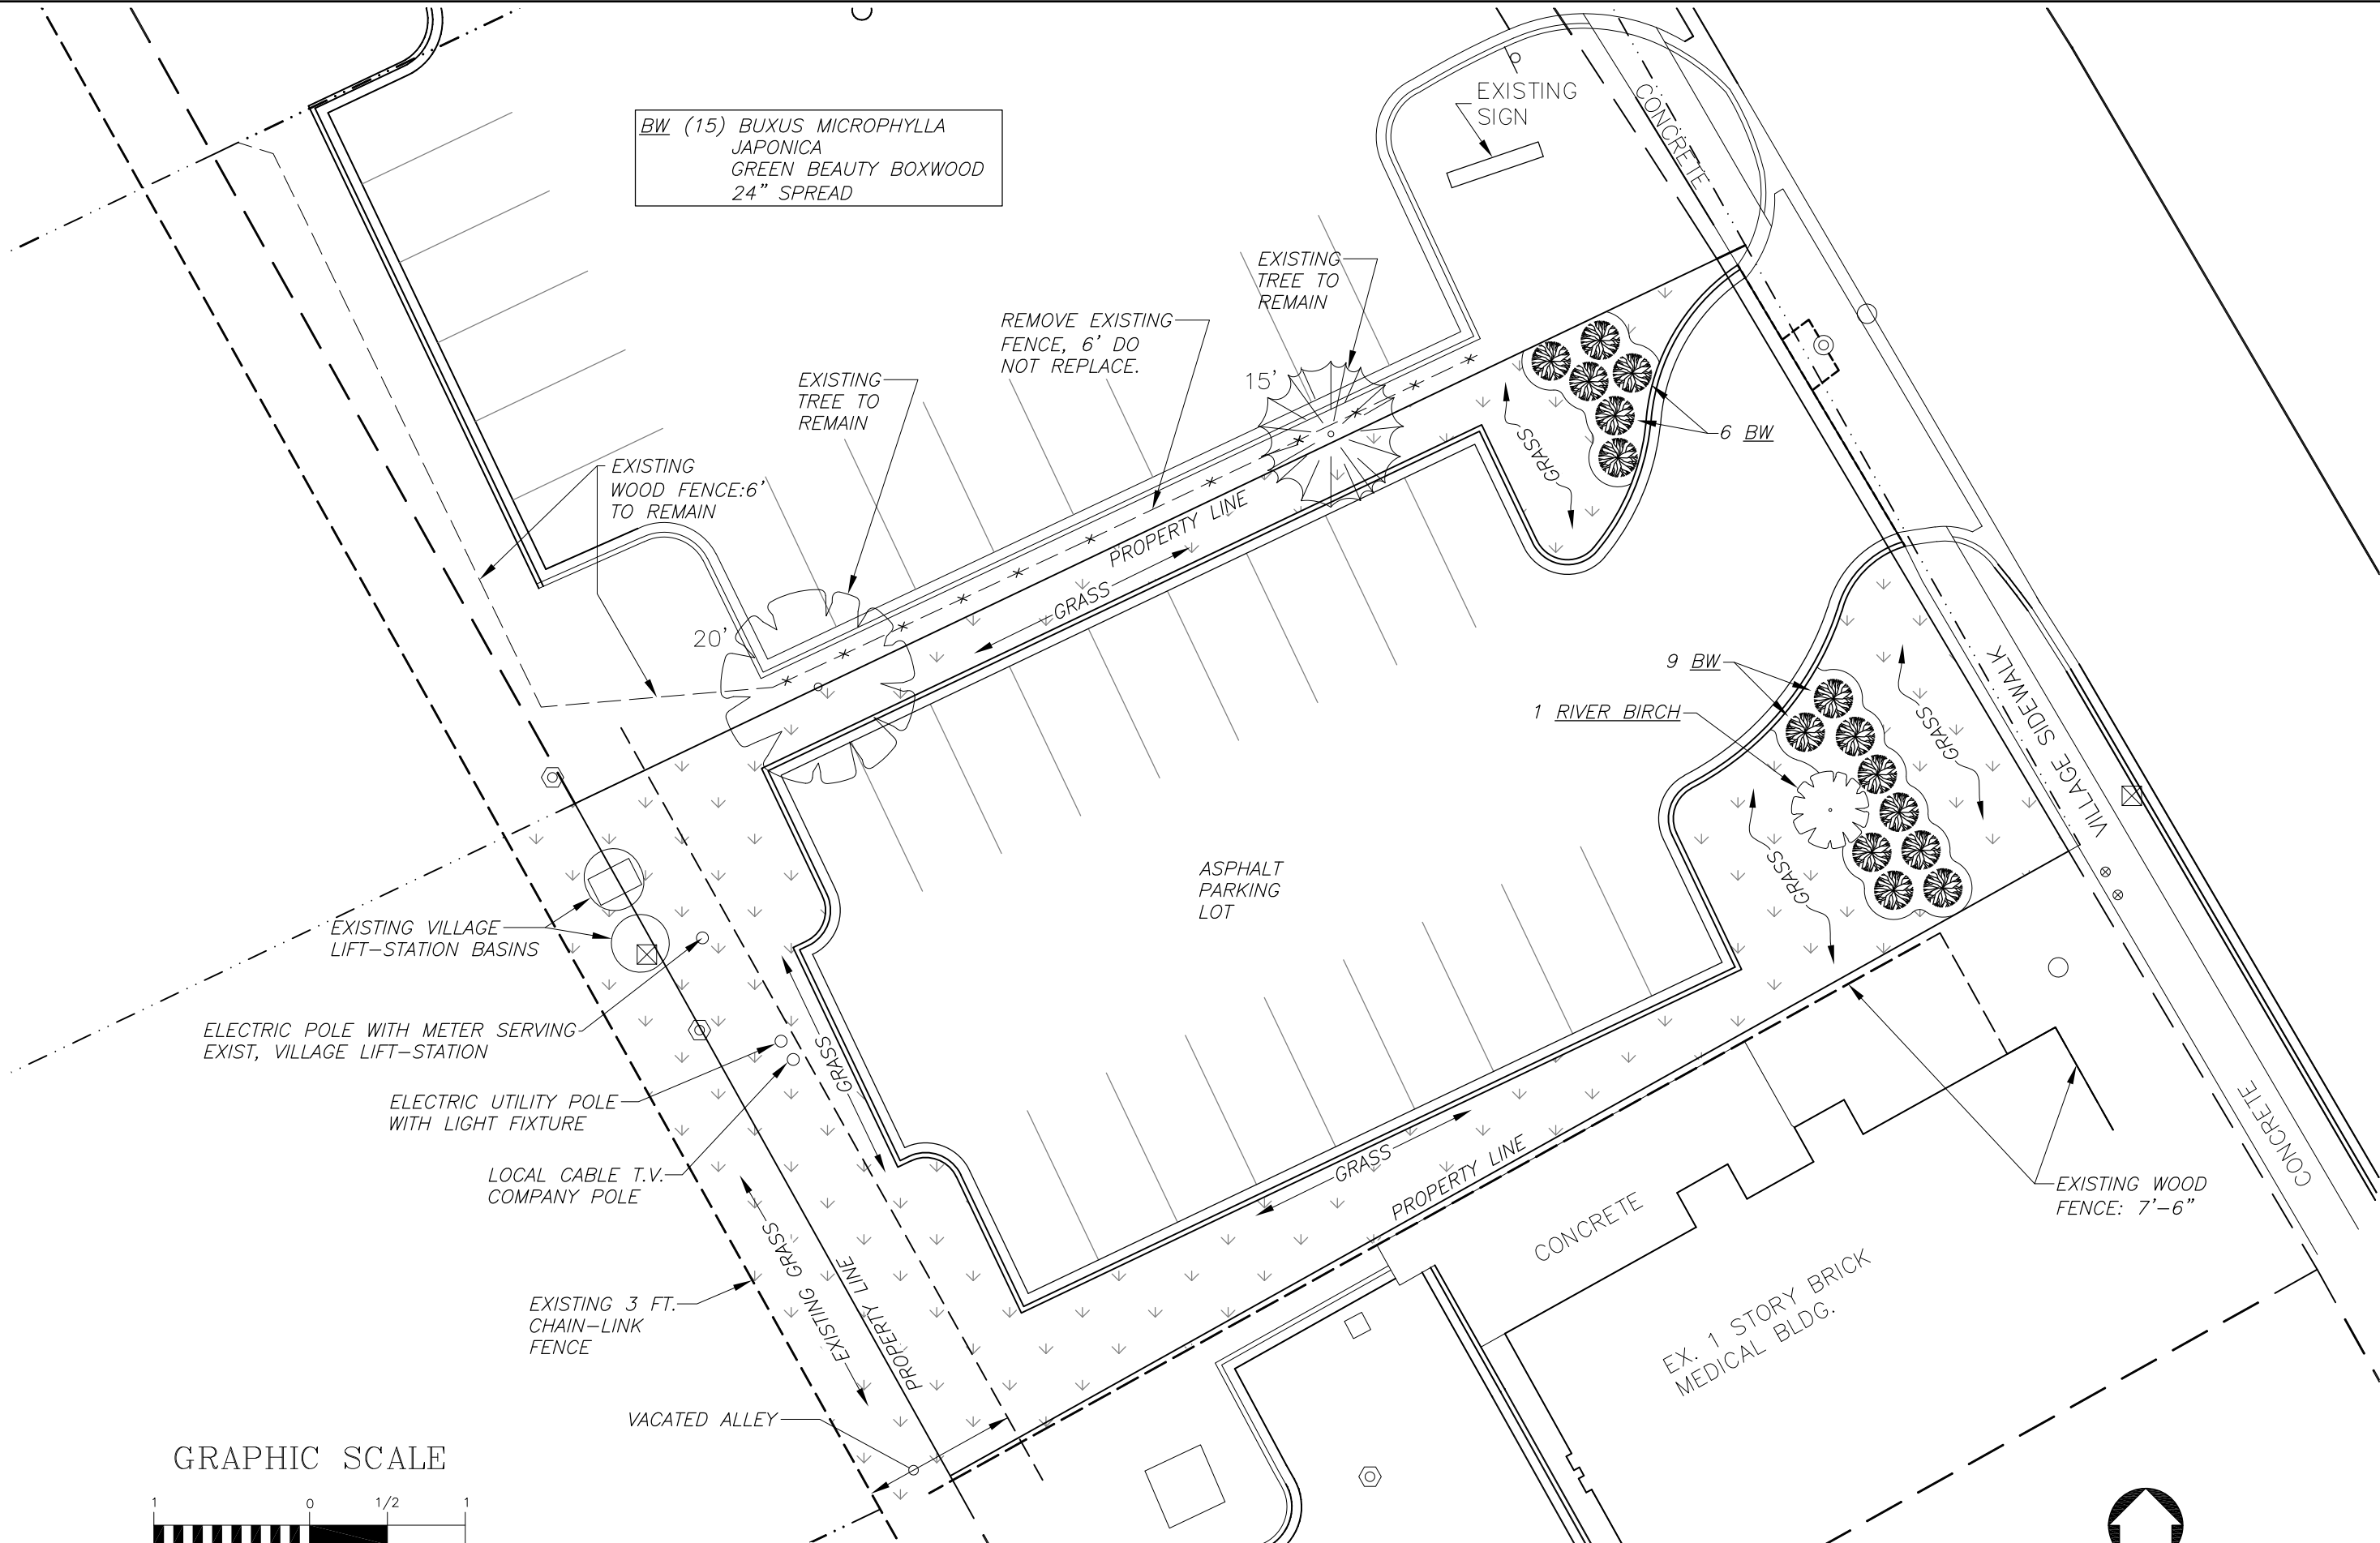 BW (15) BUXUS MICROPHYLLA
JAPONICA
GREEN BEAUTY BOXWOOD
24” SPREAD
EXISTING
SIGN
CONCRETE
EXISTING
TREE TO
REMAIN
REMOVE EXISTING
FENCE, 6' DO
NOT REPLACE.
15'
EXISTING
TREE TO
REMAIN
6 BW
GRASS
EXISTING
WOOD FENCE:6'
TO REMAIN
PROPERTY LINE
GRASS
20'
9 BW
1 RIVER BIRCH
GRASS
VILLAGE SIDEWALK
GRASS
ASPHALT
PARKING
LOT
EXISTING VILLAGE
LIFT-STATION BASINS
ELECTRIC POLE WITH METER SERVING
EXIST, VILLAGE LIFT-STATION
GRASS
ELECTRIC UTILITY POLE
WITH LIGHT FIXTURE
LOCAL CABLE T.V.
COMPANY POLE
GRASS
PROPERTY LINE
CONCRETE
EXISTING WOOD
FENCE: 7'-6”
CONCRETE
EXISTING GRASS
PROPERTY LINE
EXISTING 3 FT.
CHAIN-LINK
FENCE
EX. 1 STORY BRICK
MEDICAL BLDG.
VACATED ALLEY
GRAPHIC SCALE
1 0 1/2 1